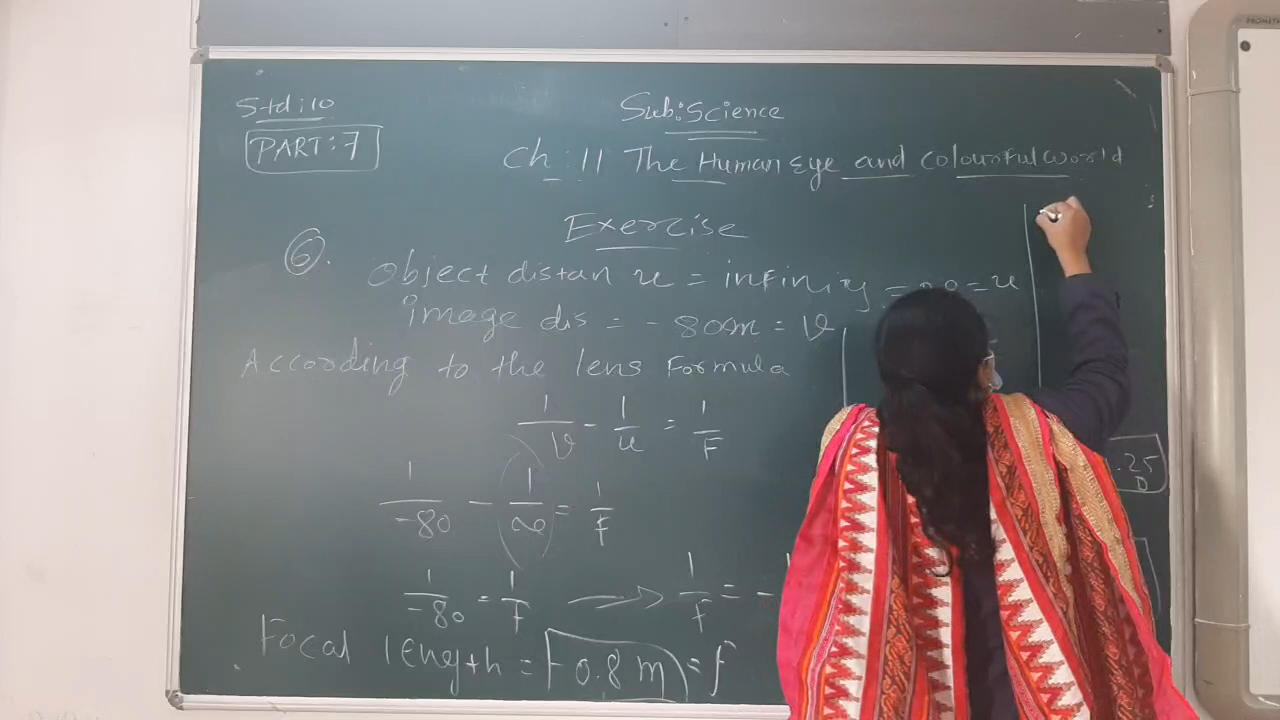 Std:10
Sub:Science
PART:7
Ch:11 The Human Eye and Colourful World
Exercise
6.
Object distan u = infinity = ∞ = u
image dis = - 80cm = v
According to the lens Formula
1/v - 1/u = 1/F
1/-80 - 1/∞ = 1/F
1/-80 = 1/F → 1/F = -
Focal length = - 0.8 m = f
.25
D
PROMETH